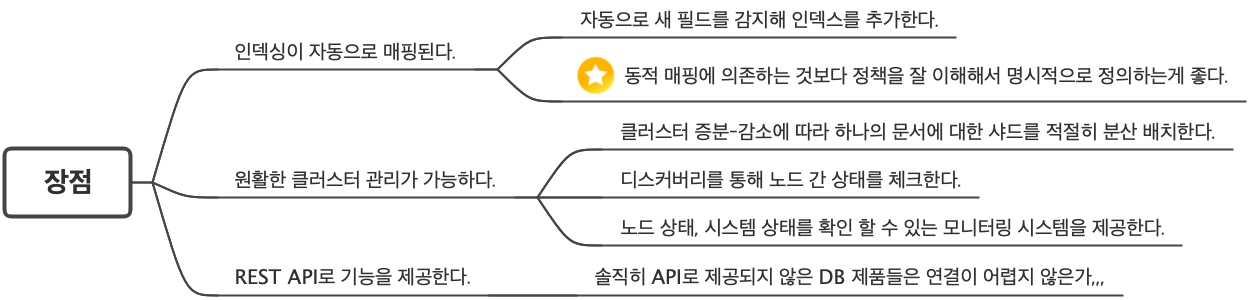 장점
인덱싱이 자동으로 매핑된다.
자동으로 새 필드를 감지해 인덱스를 추가한다.
동적 매핑에 의존하는 것보다 정책을 잘 이해해서 명시적으로 정의하는게 좋다.
원활한 클러스터 관리가 가능하다.
클러스터 증분-감소에 따라 하나의 문서에 대한 샤드를 적절히 분산 배치한다.
디스커버리를 통해 노드 간 상태를 체크한다.
노드 상태, 시스템 상태를 확인 할 수 있는 모니터링 시스템을 제공한다.
REST API로 기능을 제공한다.
솔직히 API로 제공되지 않은 DB 제품들은 연결이 어렵지 않은가,,,